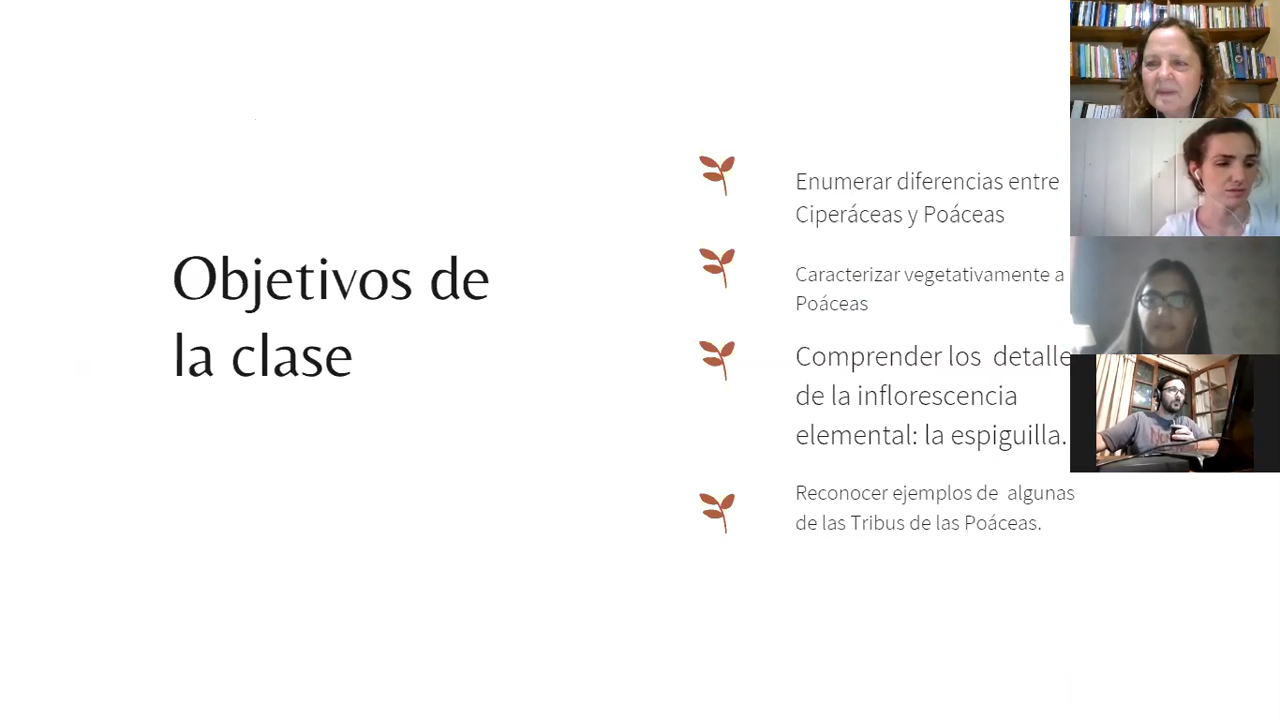 Objetivos de
la clase
Enumerar diferencias entre
Ciperáceas y Poáceas
Caracterizar vegetativamente a
Poáceas
Comprender los detalle
de la inflorescencia
elemental: la espiguilla.
Reconocer ejemplos de algunas
de las Tribus de las Poáceas.